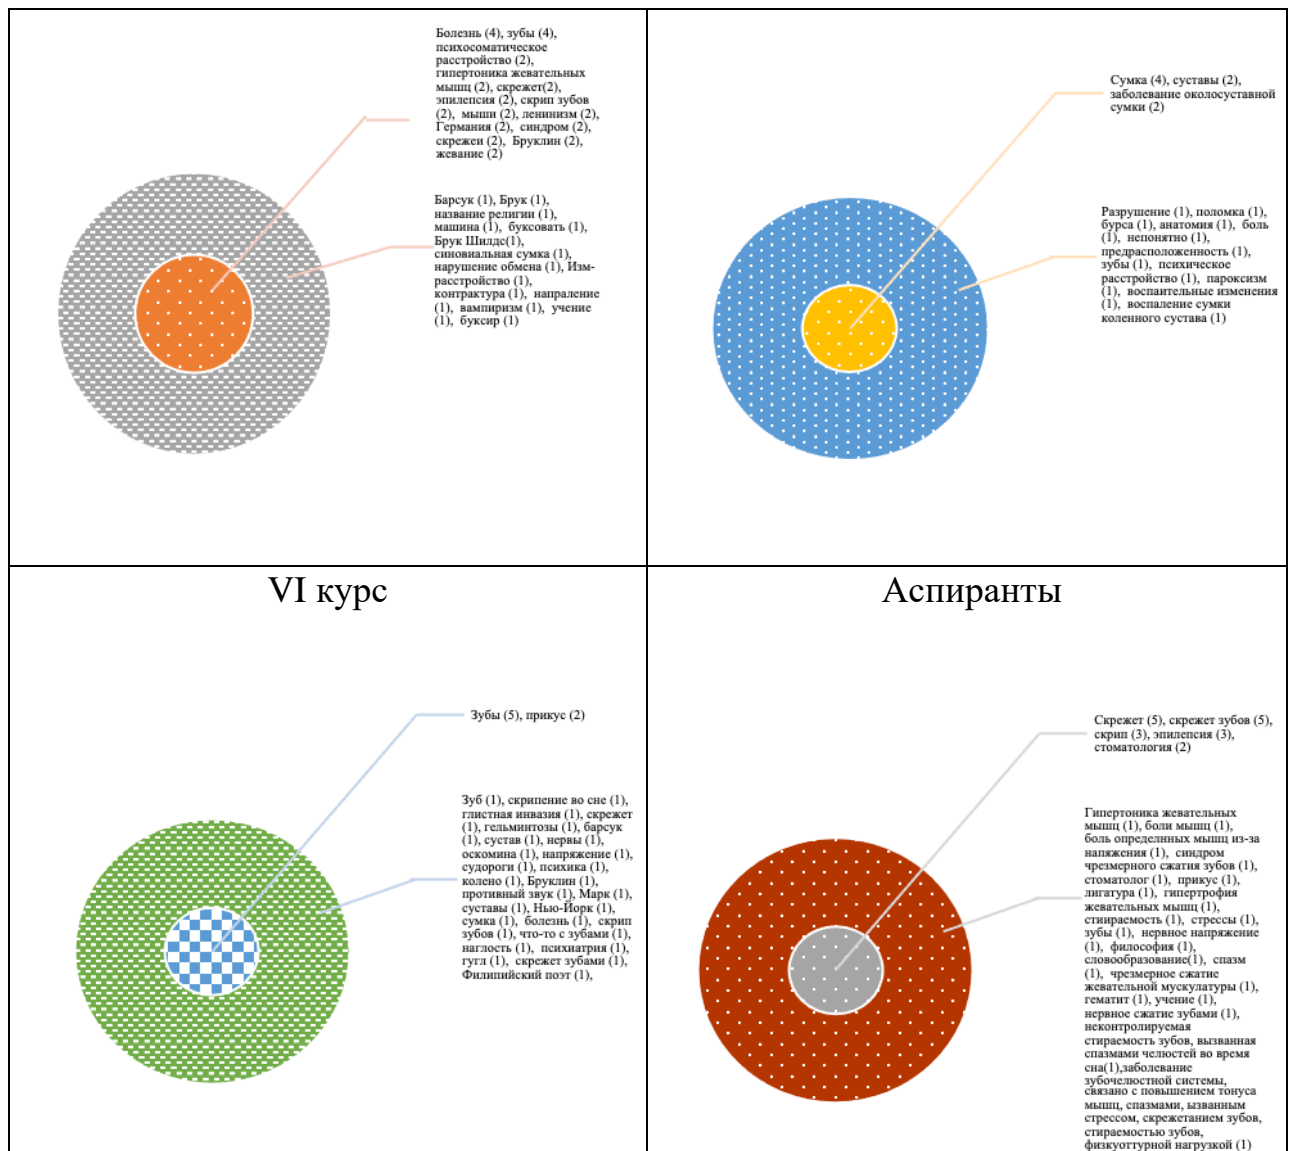 Болезнь (4), зубы (4),
психосоматическое
расстройство (2),
гипертоника жевательных
мышц (2), скрежет(2),
эпилепсия (2), скрип зубов
(2), мыши (2), ленинизм (2),
Германия (2), синдром (2),
скрежеи (2), Бруклин (2),
жевание (2)
Барсук (1), Брук (1),
название религии (1),
машина (1), буксовать (1),
Брук Шилдс(1),
синовиальная сумка (1),
нарушение обмена (1), Изм-
расстройство (1),
контрактура (1), напраление
(1), вампиризм (1), учение
(1), буксир (1)
Сумка (4), суставы (2),
заболевание околосуставной
сумки (2)
Разрушение (1), поломка (1),
бурса (1), анатомия (1), боль
(1), непонятно (1),
предрасположенность (1),
зубы (1), психическое
расстройство (1), пароксизм
(1), воспаительные изменения
(1), воспаление сумки
коленного сустава (1)
VI курс
Зубы (5), прикус (2)
Зуб (1), скрипение во сне (1),
глистная инвазия (1), скрежет
(1), гельминтозы (1), барсук
(1), сустав (1), нервы (1),
оскомина (1), напряжение (1),
судороги (1), психика (1),
колено (1), Бруклин (1),
противный звук (1), Марк (1),
суставы (1), Нью-Йорк (1),
сумка (1), болезнь (1), скрип
зубов (1), что-то с зубами (1),
наглость (1), психиатрия (1),
гугл (1), скрежет зубами (1),
Филипийский поэт (1),
Аспиранты
Скрежет (5), скрежет зубов (5),
скрип (3), эпилепсия (3),
стоматология (2)
Гипертоника жевательных
мышц (1), боли мышц (1),
боль определнных мышц из-за
напяжения (1), синдром
чрезмерного сжатия зубов (1),
стоматолог (1), прикус (1),
лигатура (1), гипертрофия
жевательных мышц (1),
стиираемость (1), стрессы (1),
зубы (1), нервное напряжение
(1), философия (1),
словообразование(1), спазм
(1), чрезмерное сжатие
жевательной мускулатуры (1),
гематит (1), учение (1),
нервное сжатие зубами (1),
неконтролируемая
стираемость зубов, вызванная
спазмами челюстей во время
сна(1),заболевание
зубочелюстной системы,
связано с повышением тонуса
мышц, спазмами, ызванным
стрессом, скрежетанием зубов,
стираемостью зубов,
физкуоттурной нагрузкой (1)